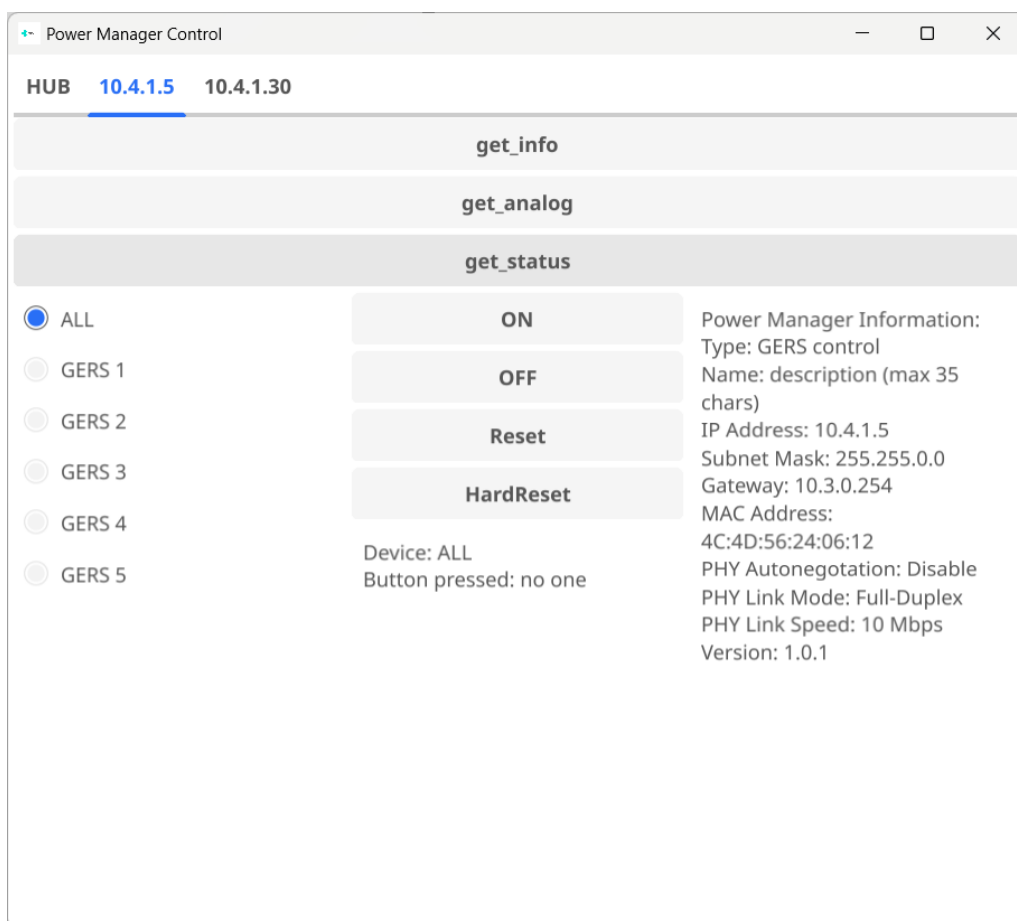 Power Manager Control
HUB 10.4.1.5 10.4.1.30
get_info
get_analog
get_status
ALL
GERS 1
GERS 2
GERS 3
GERS 4
GERS 5
ON
OFF
Reset
HardReset
Device: ALL
Button pressed: no one
Power Manager Information:
Type: GERS control
Name: description (max 35
chars)
IP Address: 10.4.1.5
Subnet Mask: 255.255.0.0
Gateway: 10.3.0.254
MAC Address:
4C:4D:56:24:06:12
PHY Autonegotation: Disable
PHY Link Mode: Full-Duplex
PHY Link Speed: 10 Mbps
Version: 1.0.1